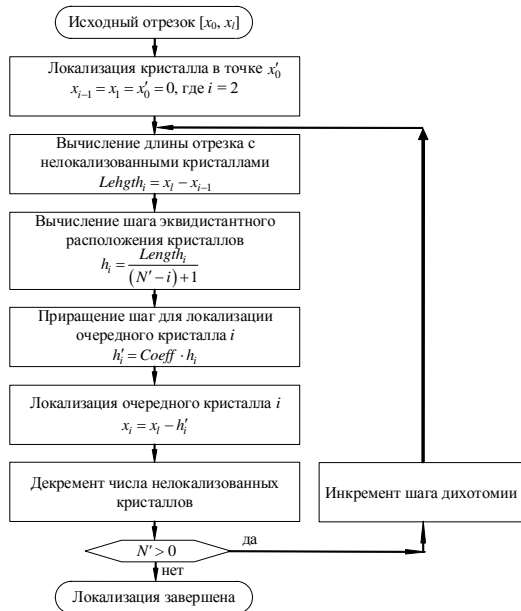 Исходный отрезок [x₀, xₗ]
Локализация кристалла в точке x′₀
xᵢ₋₁ = x₁ = x′₀ = 0, где i = 2
Вычисление длины отрезка с
нелокализованными кристаллами
Lehgthᵢ = xₗ − xᵢ₋₁
Вычисление шага эквидистантного
расположения кристаллов
hᵢ = Lengthᵢ / (N′ − i) + 1
Приращение шаг для локализации
очередного кристалла i
h′ᵢ = Coeff · hᵢ
Локализация очередного кристалла i
xᵢ = xₗ − h′ᵢ
Декремент числа нелокализованных
кристаллов
Инкремент шага дихотомии
N′ > 0
да
нет
Локализация завершена